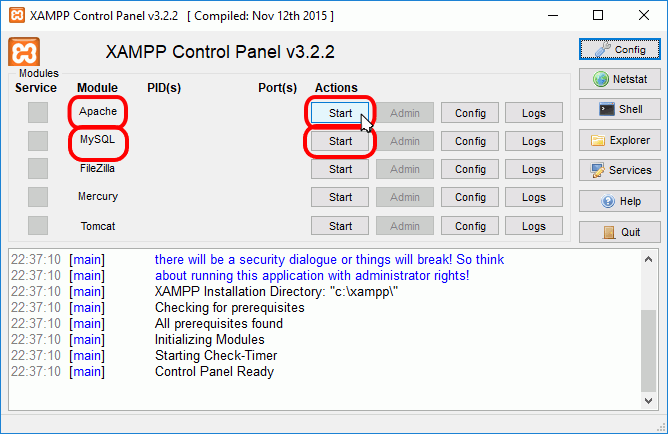 XAMPP Control Panel v3.2.2 [ Compiled: Nov 12th 2015 ]
XAMPP Control Panel v3.2.2
Config
Modules
Service Module PID(s) Port(s) Actions
Netstat
Apache Start Admin Config Logs
Shell
MySQL Start Admin Config Logs
Explorer
FileZilla Start Admin Config Logs
Services
Mercury Start Admin Config Logs
Help
Tomcat Start Admin Config Logs
Quit
22:37:10 [main] there will be a security dialogue or things will break! So think
22:37:10 [main] about running this application with administrator rights!
22:37:10 [main] XAMPP Installation Directory: "c:\xampp\"
22:37:10 [main] Checking for prerequisites
22:37:10 [main] All prerequisites found
22:37:10 [main] Initializing Modules
22:37:10 [main] Starting Check-Timer
22:37:10 [main] Control Panel Ready